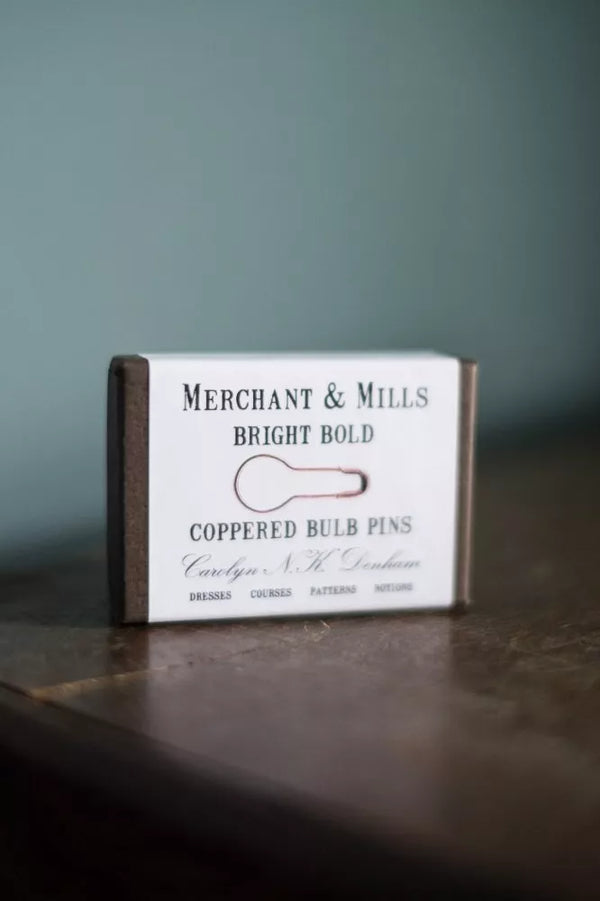 MERCHANT & MILLS
BRIGHT BOLD
COPPERED BULB PINS
Carolyn N.K. Denham
DRESSES COURSES PATTERNS NOTIONS